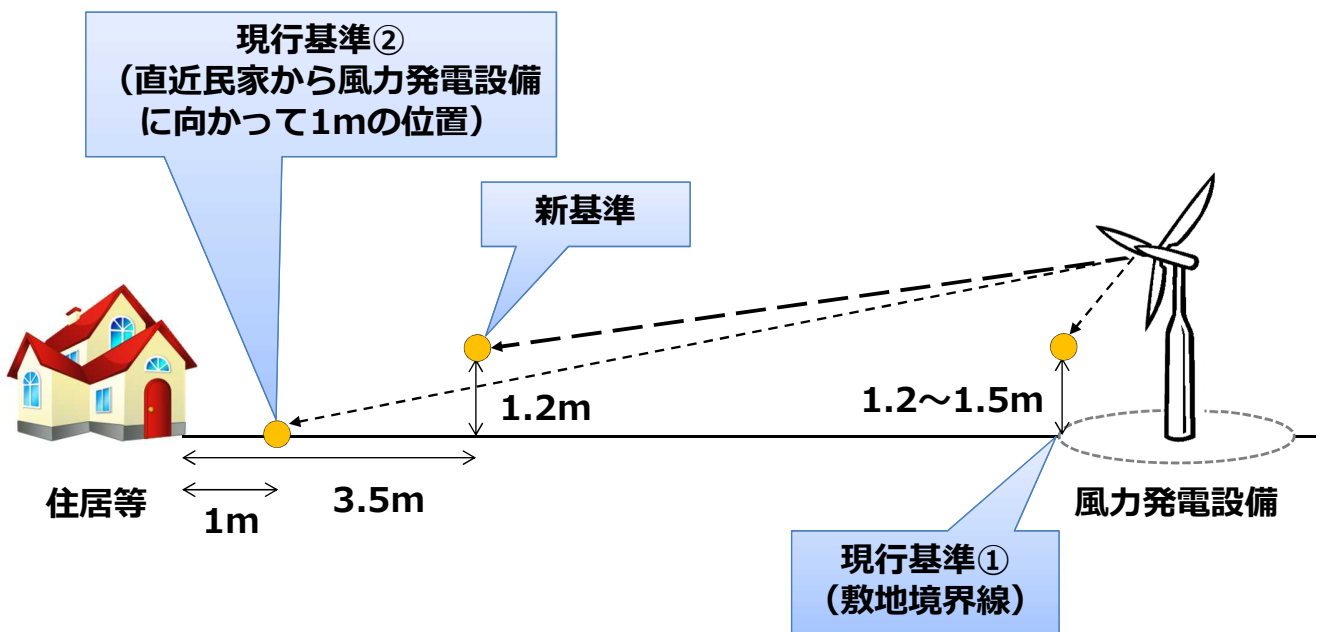 現行基準②
（直近民家から風力発電設備
に向かって1mの位置）
新基準
1.2m
1.2～1.5m
住居等
1m
3.5m
風力発電設備
現行基準①
（敷地境界線）